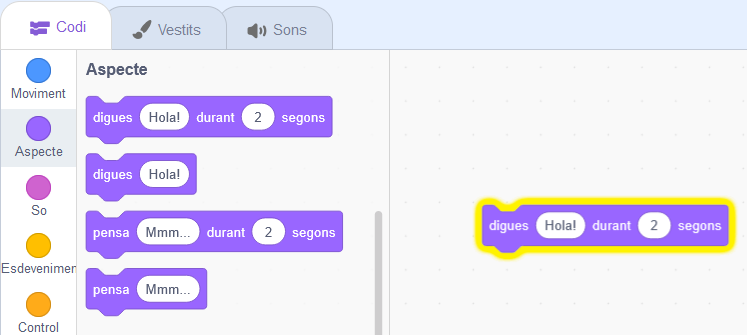 Codi Vestits Sons
Moviment
Aspecte
So
Esdevenimen
Control
Aspecte
digues Hola! durant 2 segons
digues Hola!
pensa Mmm... durant 2 segons
pensa Mmm...
digues Hola! durant 2 segons